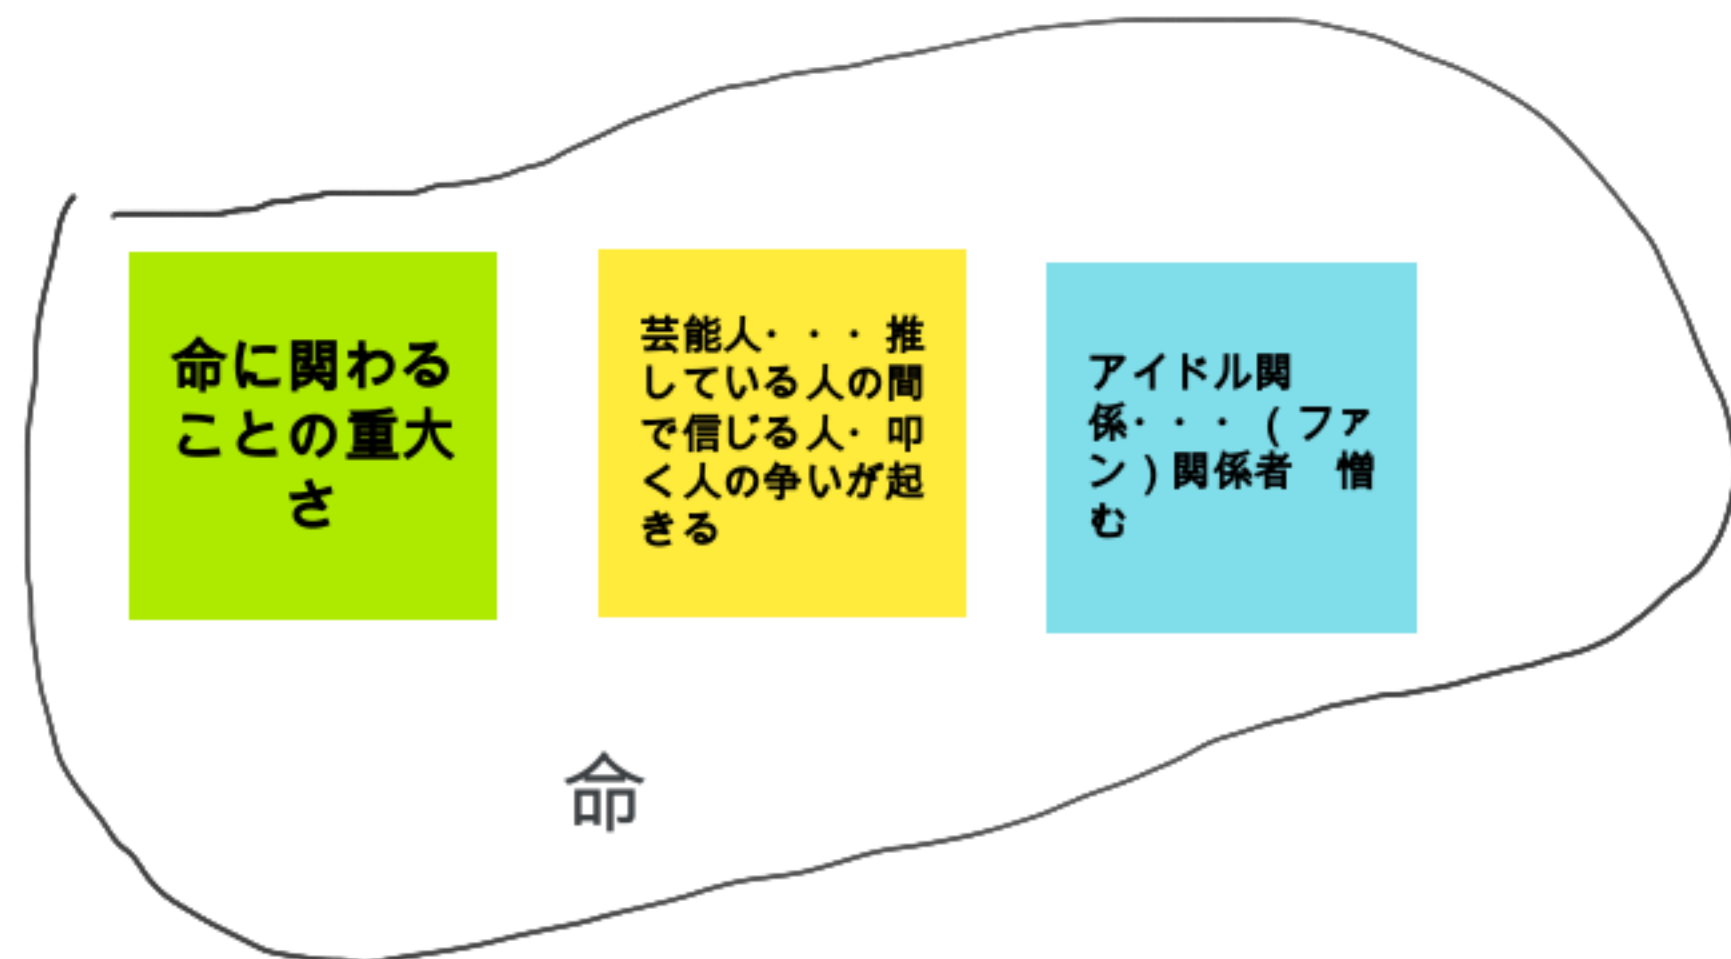 命に関わる
ことの重大
さ
芸能人・・・推
している人の間
で信じる人・叩
く人の争いが起
きる
アイドル関
係・・・（ファ
ン）関係者　憎
む
命